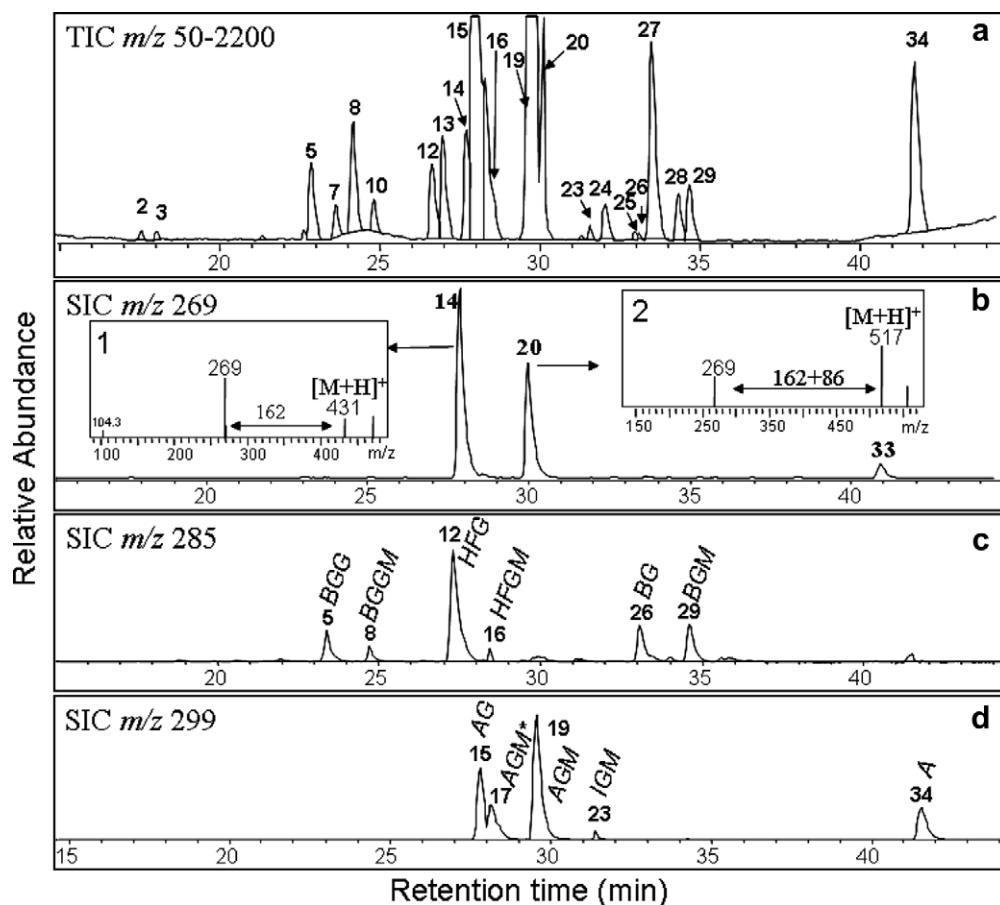 TIC m/z 50-2200
a
2 3 5 7 8 10 12 13 14 15 16 19 20 23 24 25 26 27 28 29 34
20 25 30 35 40
SIC m/z 269
b
14 20 33
1
269
[M+H]+
162
431
104.3
100 200 300 400 m/z
2
[M+H]+
517
269
162+86
150 250 350 450 m/z
20 25 30 35 40
SIC m/z 285
c
5 BGG
8 BGGM
12 HFG
16 HFGM
26 BG
29 BGM
20 25 30 35 40
SIC m/z 299
d
15 AG
17 AGM*
19 AGM
23 IGM
34 A
15 20 25 30 35 40
Relative Abundance
Retention time (min)